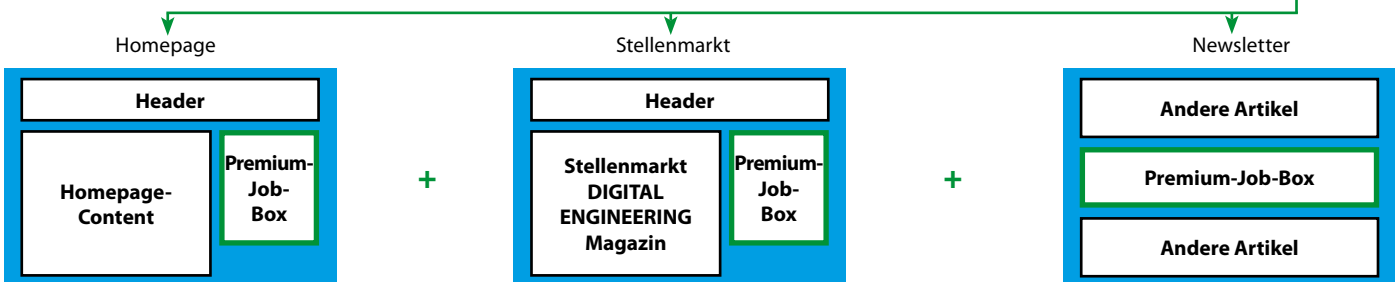 Homepage
Stellenmarkt
Newsletter
Header
Homepage-
Content
Premium-
Job-
Box
+
Header
Stellenmarkt
DIGITAL
ENGINEERING
Magazin
Premium-
Job-
Box
+
Andere Artikel
Premium-Job-Box
Andere Artikel